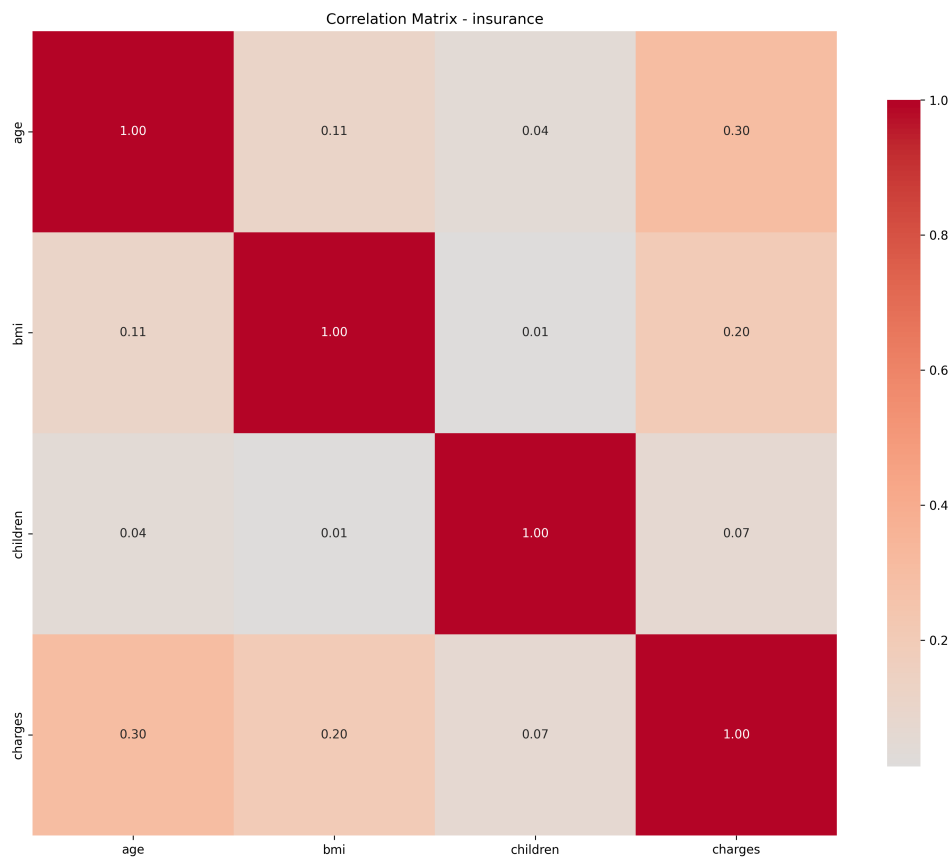 Correlation Matrix - insurance
age 1.00 0.11 0.04 0.30
bmi 0.11 1.00 0.01 0.20
children 0.04 0.01 1.00 0.07
charges 0.30 0.20 0.07 1.00
age bmi children charges
1.0
0.8
0.6
0.4
0.2